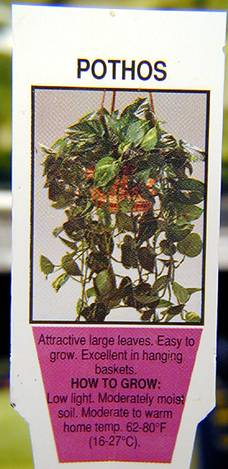 POTHOS
Attractive large leaves. Easy to
grow. Excellent in hanging
baskets.
HOW TO GROW:
Low light. Moderately moist
soil. Moderate to warm
home temp. 62-80°F
(16-27°C).